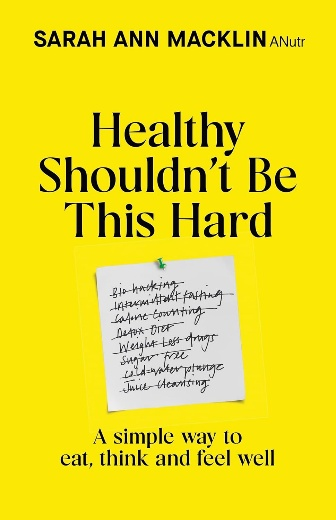 SARAH ANN MACKLIN ANutr
Healthy
Shouldn't Be
This Hard
Bio hacking
Intermittent fasting
Calorie Counting
Detox Diet
Weight Loss drugs
Sugar Free
Cold-water plunge
Juice Cleansing
A simple way to
eat, think and feel well